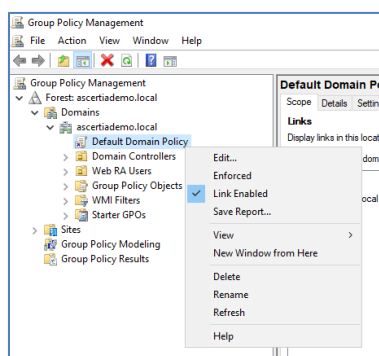 Group Policy Management
File Action View Window Help
Group Policy Management
Forest: ascertiademo.local
Domains
ascertiademo.local
Default Domain Policy
Domain Controllers
Web RA Users
Group Policy Objects
WMI Filters
Starter GPOs
Sites
Group Policy Modeling
Group Policy Results
Default Domain Po
Scope Details Settin
Links
Display links in this locat
dom
ocal
Edit...
Enforced
Link Enabled
Save Report...
View
New Window from Here
Delete
Rename
Refresh
Help